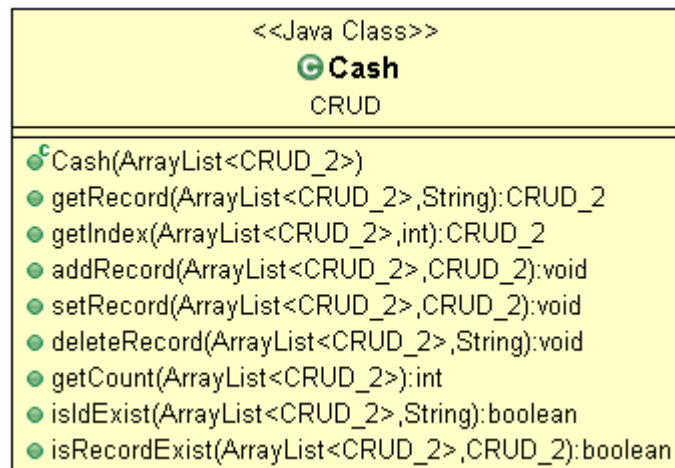 <<Java Class>>
C Cash
CRUD
C Cash(ArrayList<CRUD_2>)
getRecord(ArrayList<CRUD_2>,String):CRUD_2
getIndex(ArrayList<CRUD_2>,int):CRUD_2
addRecord(ArrayList<CRUD_2>,CRUD_2):void
setRecord(ArrayList<CRUD_2>,CRUD_2):void
deleteRecord(ArrayList<CRUD_2>,String):void
getCount(ArrayList<CRUD_2>):int
isIdExist(ArrayList<CRUD_2>,String):boolean
isRecordExist(ArrayList<CRUD_2>,CRUD_2):boolean